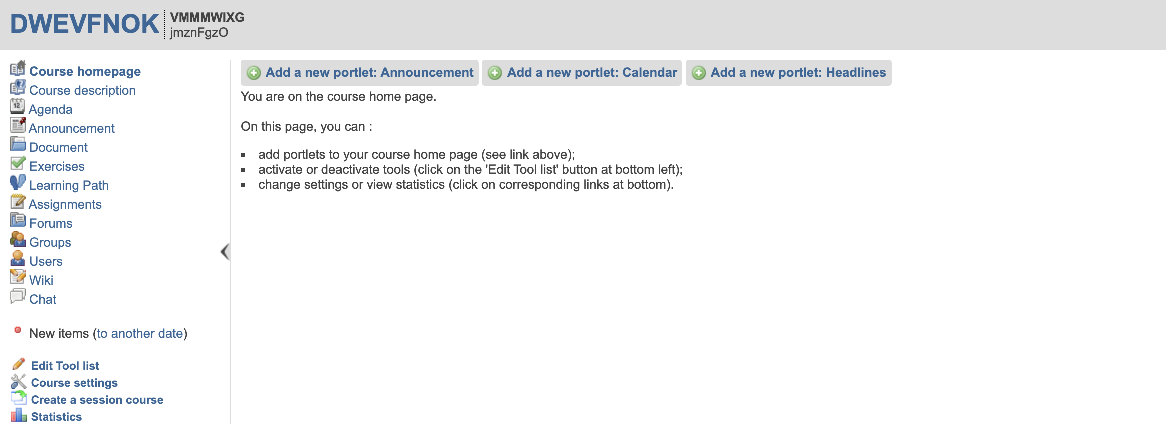 DWEVFNOK
VMMMWIXG
jmznFgzO
Course homepage
Course description
Agenda
Announcement
Document
Exercises
Learning Path
Assignments
Forums
Groups
Users
Wiki
Chat
New items (to another date)
Edit Tool list
Course settings
Create a session course
Statistics
Add a new portlet: Announcement
Add a new portlet: Calendar
Add a new portlet: Headlines
You are on the course home page.
On this page, you can :
add portlets to your course home page (see link above);
activate or deactivate tools (click on the 'Edit Tool list' button at bottom left);
change settings or view statistics (click on corresponding links at bottom).